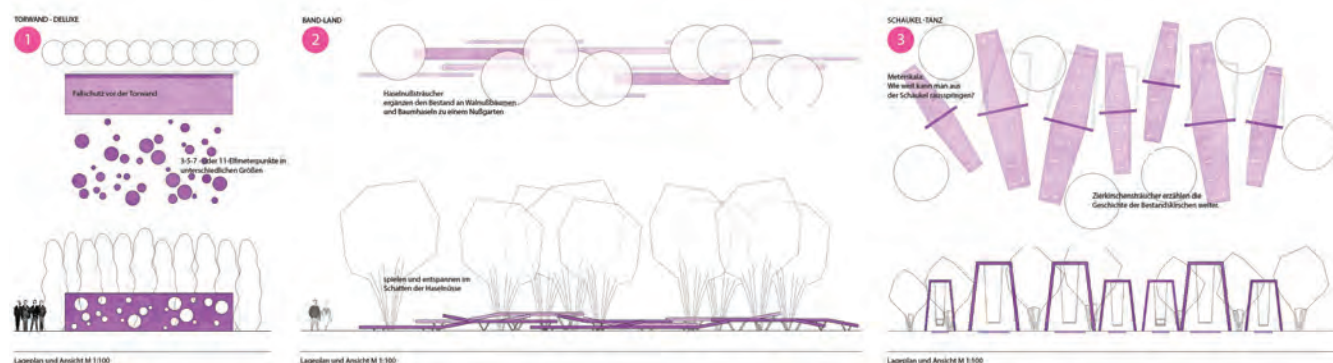 TORWAND - DELUXE
1
Fallschutz vor der Torwand
3-5-7 - oder 11-Elfmeterpunkte in
unterschiedlichen Größen
Lageplan und Ansicht M 1:100
BAND-LAND
2
Haselnußsträucher
ergänzen den Bestand an Walnußbäumen
und Baumhaseln zu einem Nußgarten
spielen und entspannen im
Schatten der Haselnüsse
Lageplan und Ansicht M 1:100
SCHAUKEL-TANZ
3
Meterskala:
Wie weit kann man aus
der Schaukel rausspringen?
Zierkirschensträucher erzählen die
Geschichte der Bestandskirschen weiter.
Lageplan und Ansicht M 1:100